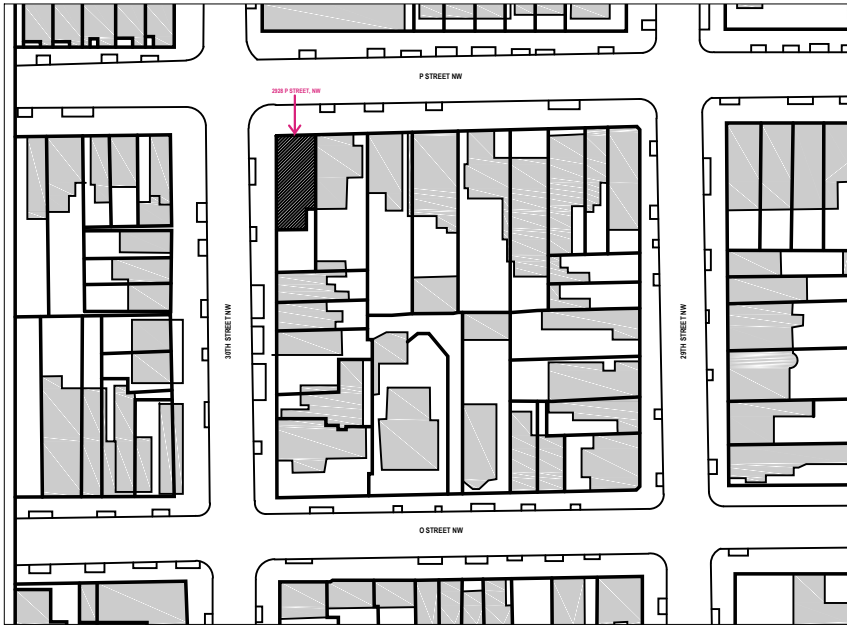 P STREET NW
2928 P STREET, NW
30TH STREET NW
29TH STREET NW
O STREET NW